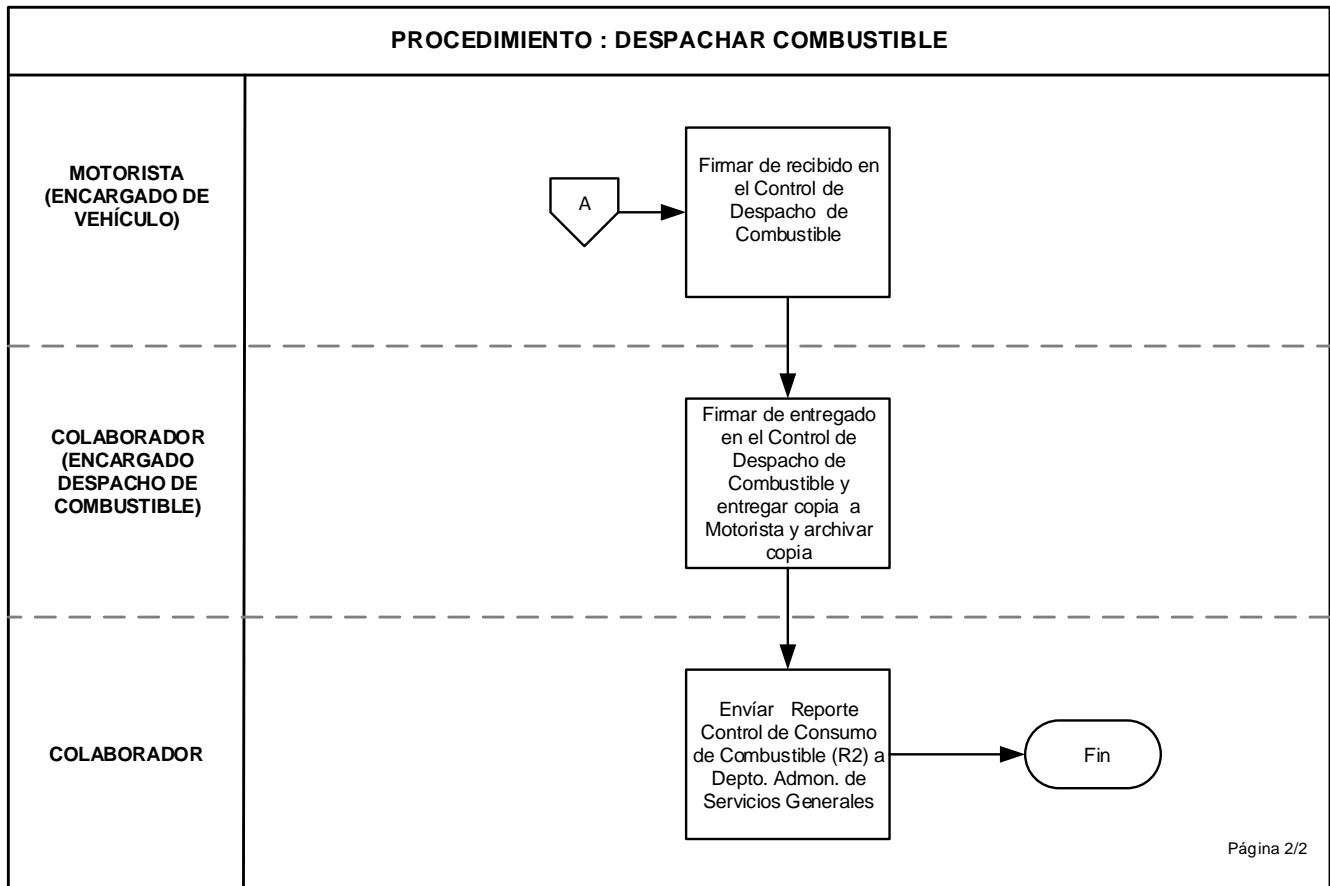 PROCEDIMIENTO : DESPACHAR COMBUSTIBLE
MOTORISTA
(ENCARGADO DE
VEHÍCULO)
A
Firmar de recibido en
el Control de
Despacho de
Combustible
COLABORADOR
(ENCARGADO
DESPACHO DE
COMBUSTIBLE)
Firmar de entregado
en el Control de
Despacho de
Combustible y
entregar copia a
Motorista y archivar
copia
COLABORADOR
Envíar Reporte
Control de Consumo
de Combustible (R2) a
Depto. Admon. de
Servicios Generales
Fin
Página 2/2